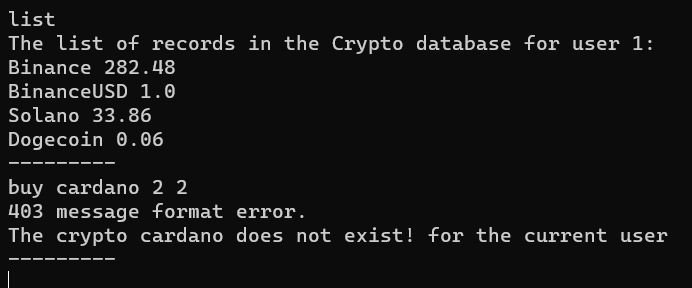 list
The list of records in the Crypto database for user 1:
Binance 282.48
BinanceUSD 1.0
Solano 33.86
Dogecoin 0.06
---------
buy cardano 2 2
403 message format error.
The crypto cardano does not exist! for the current user
---------